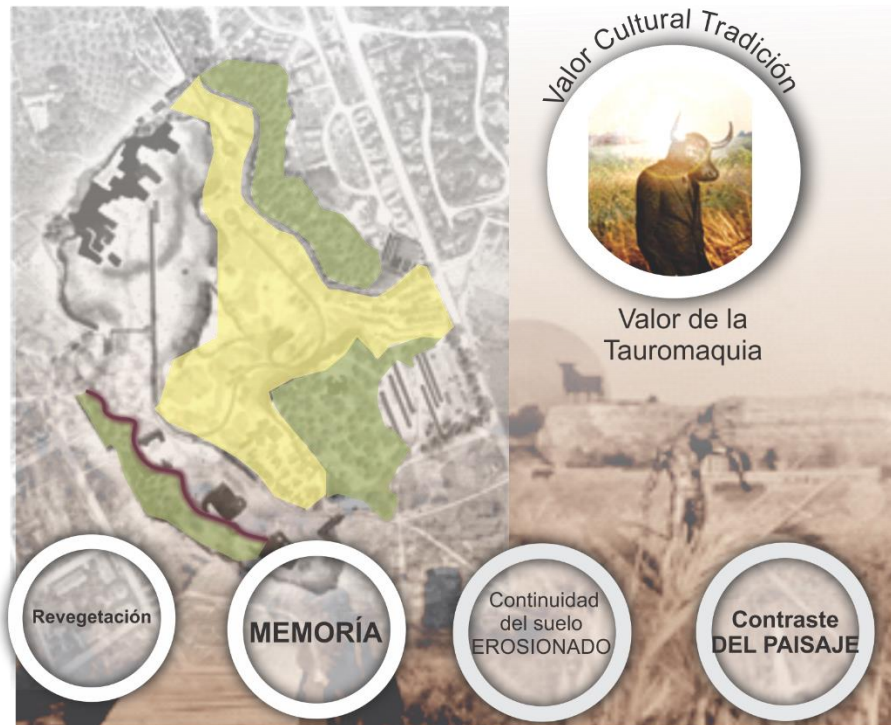 Valor Cultural Tradición
Valor de la
Tauromaquia
Revegetación
MEMORÍA
Continuidad
del suelo
EROSIONADO
Contraste
DEL PAISAJE